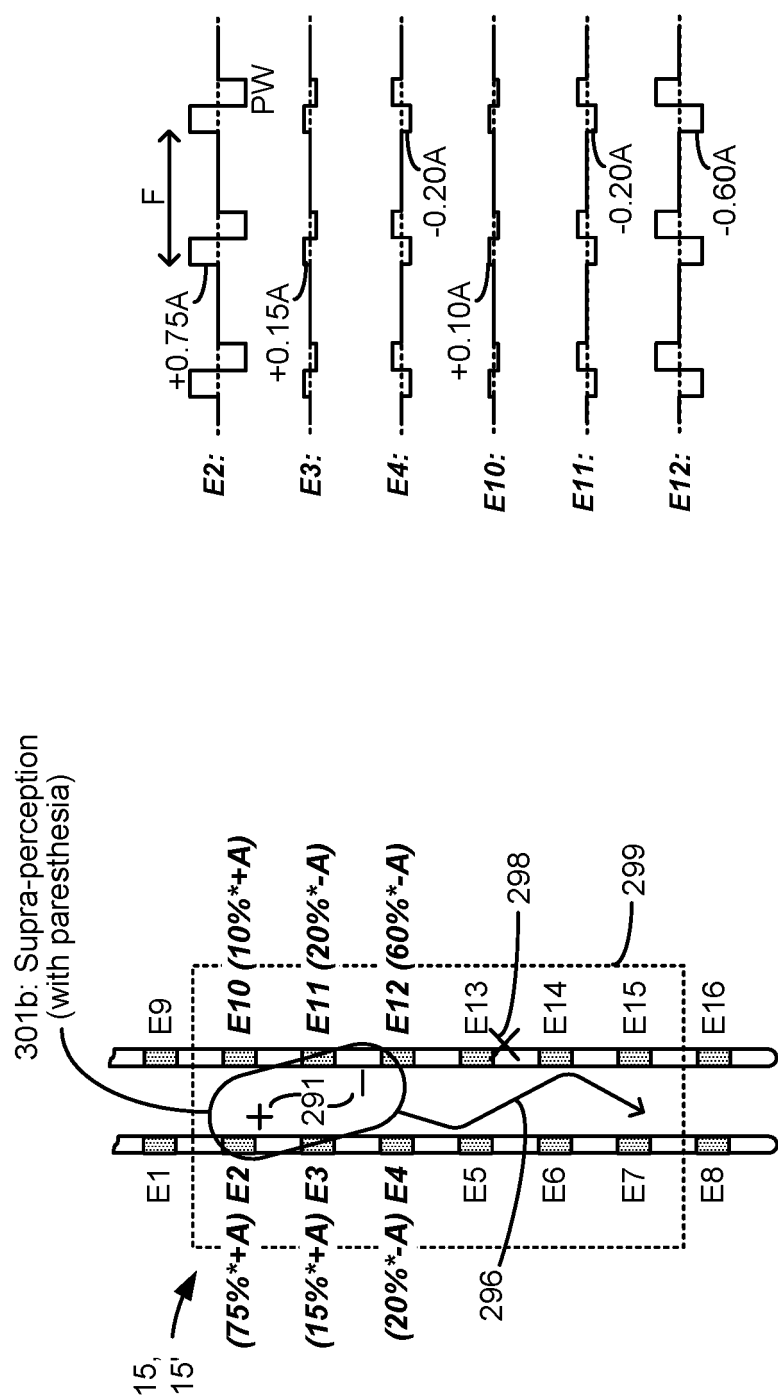 301b: Supra-perception
(with paresthesia)
15,
15'
E1
E9
(75%*+A) E2
E10 (10%*+A)
(15%*+A) E3
E11 (20%*-A)
(20%*-A) E4
E12 (60%*-A)
+
291
–
E5
E13
298
E6
E14
E7
E15
299
E8
E16
296
E2:
+0.75A
F
PW
E3:
+0.15A
E4:
-0.20A
E10:
+0.10A
E11:
-0.20A
E12:
-0.60A